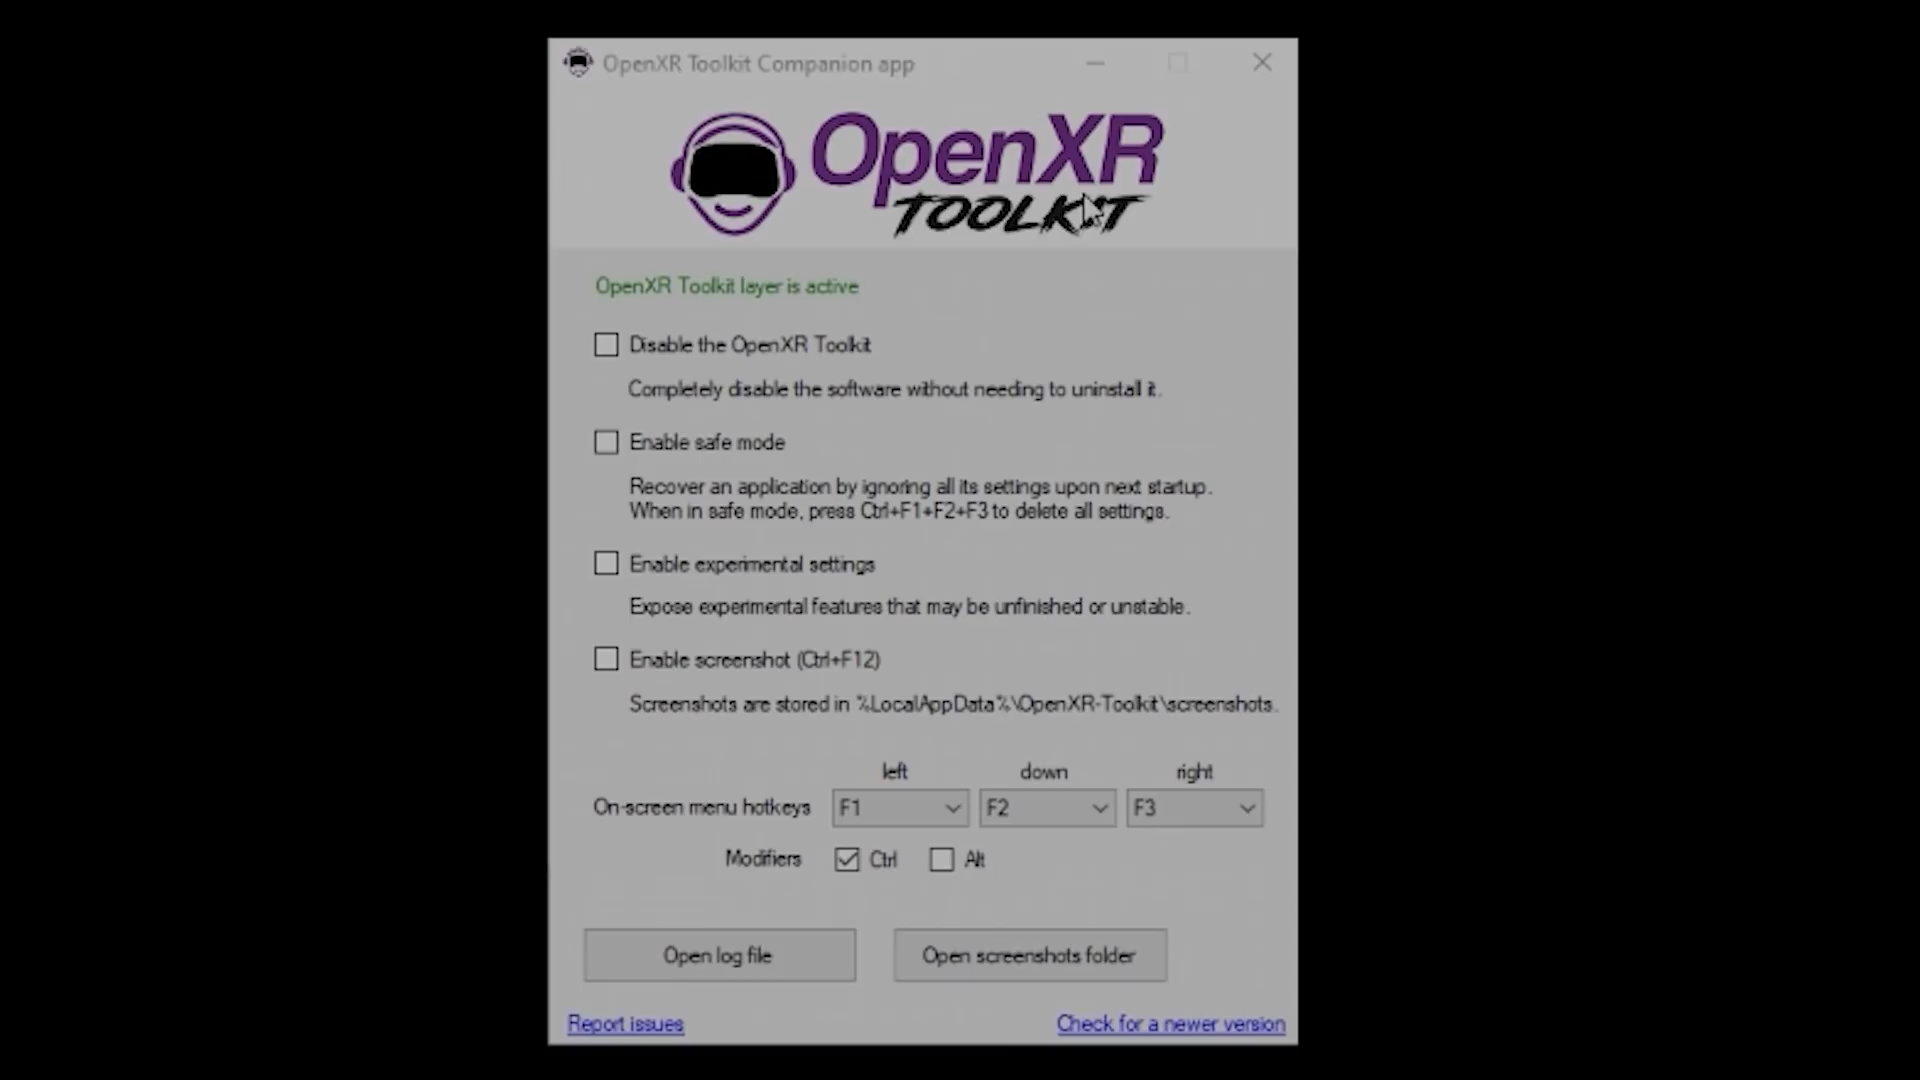 OpenXR Toolkit Companion app
OpenXR
TOOLKIT
OpenXR Toolkit layer is active
Disable the OpenXR Toolkit
Completely disable the software without needing to uninstall it.
Enable safe mode
Recover an application by ignoring all its settings upon next startup.
When in safe mode, press Ctrl+F1+F2+F3 to delete all settings.
Enable experimental settings
Expose experimental features that may be unfinished or unstable.
Enable screenshot (Ctrl+F12)
Screenshots are stored in %LocalAppData%\OpenXR-Toolkit\screenshots.
left down right
On-screen menu hotkeys F1 F2 F3
Modifiers Ctrl Alt
Open log file Open screenshots folder
Report issues Check for a newer version